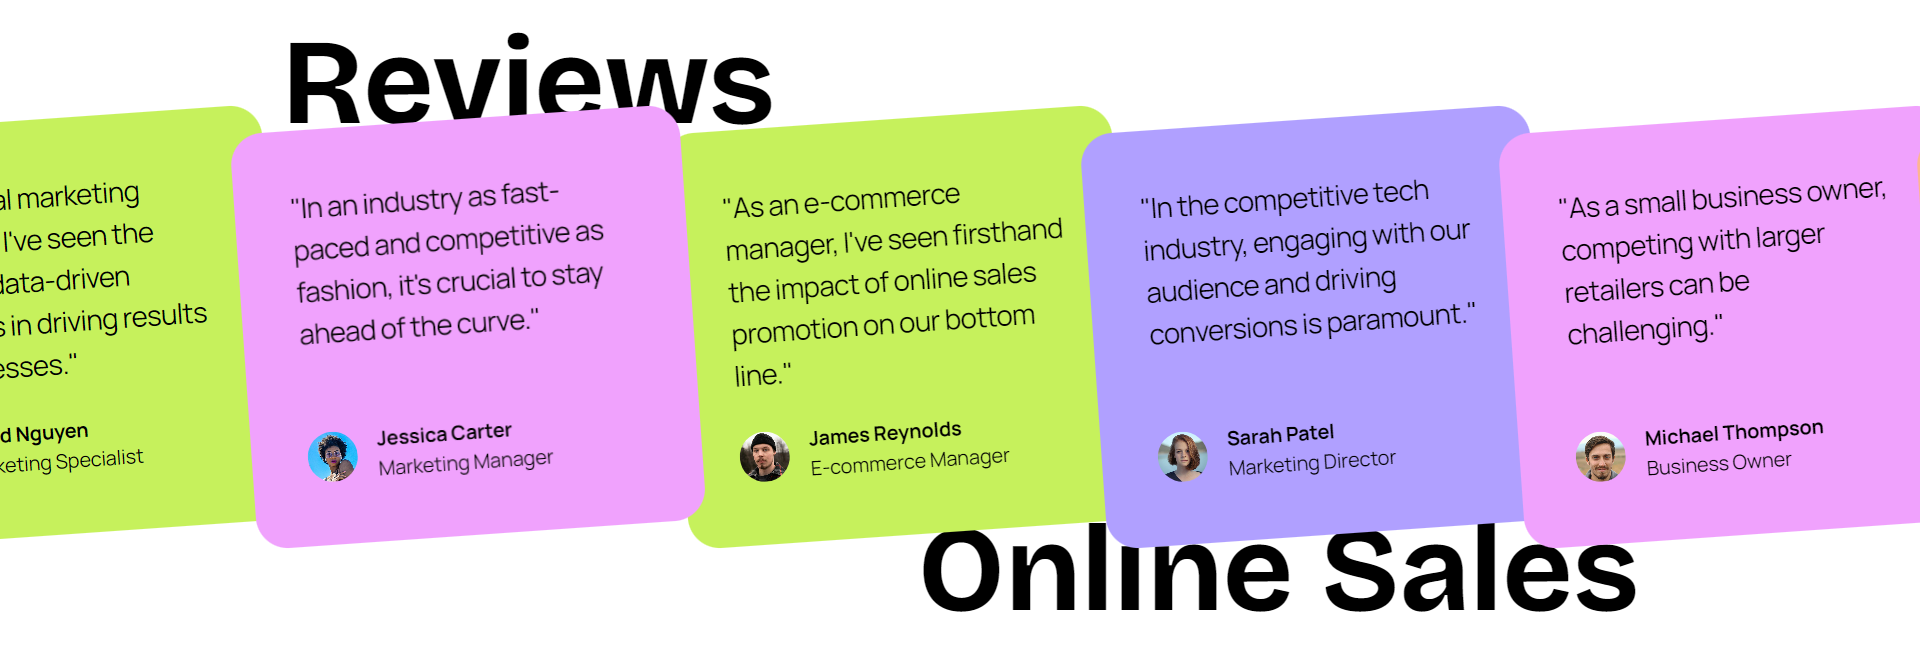 Reviews
al marketing
I've seen the
data-driven
s in driving results
esses."
d Nguyen
keting Specialist
"In an industry as fast-
paced and competitive as
fashion, it's crucial to stay
ahead of the curve."
Jessica Carter
Marketing Manager
"As an e-commerce
manager, I've seen firsthand
the impact of online sales
promotion on our bottom
line."
James Reynolds
E-commerce Manager
"In the competitive tech
industry, engaging with our
audience and driving
conversions is paramount."
Sarah Patel
Marketing Director
"As a small business owner,
competing with larger
retailers can be
challenging."
Michael Thompson
Business Owner
Online Sales